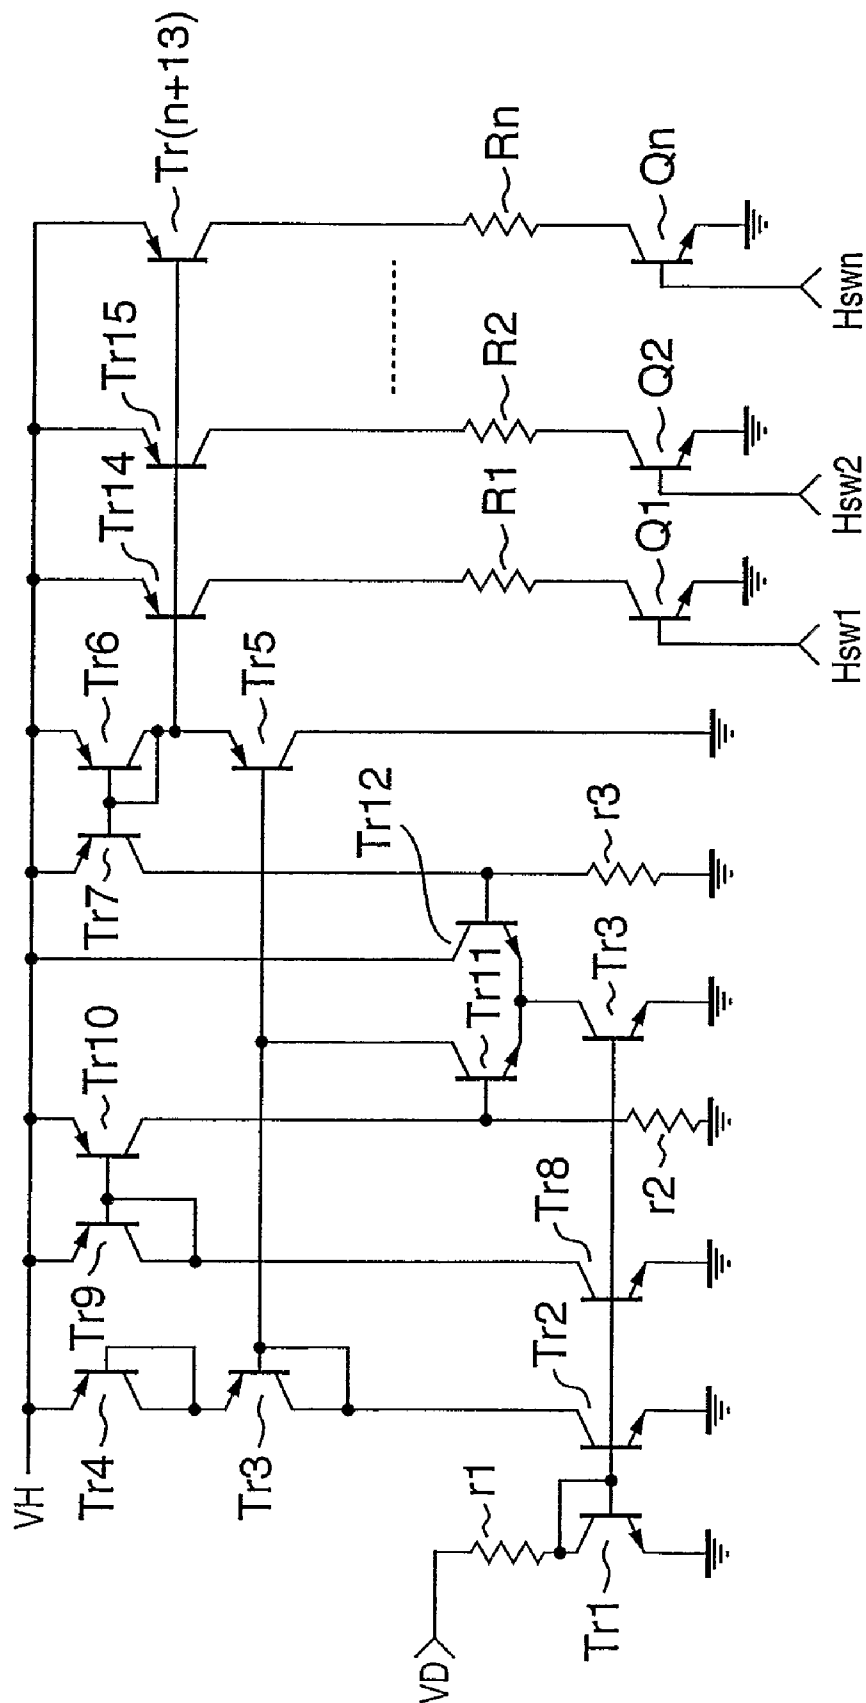 VH
Tr4
Tr9
Tr10
Tr7
Tr6
Tr14
Tr15
Tr(n+13)
Tr3
Tr5
Tr12
Tr11
VD
r1
Tr1
Tr2
Tr8
r2
Tr3
r3
R1
R2
Rn
Q1
Q2
Qn
Hsw1
Hsw2
Hswn